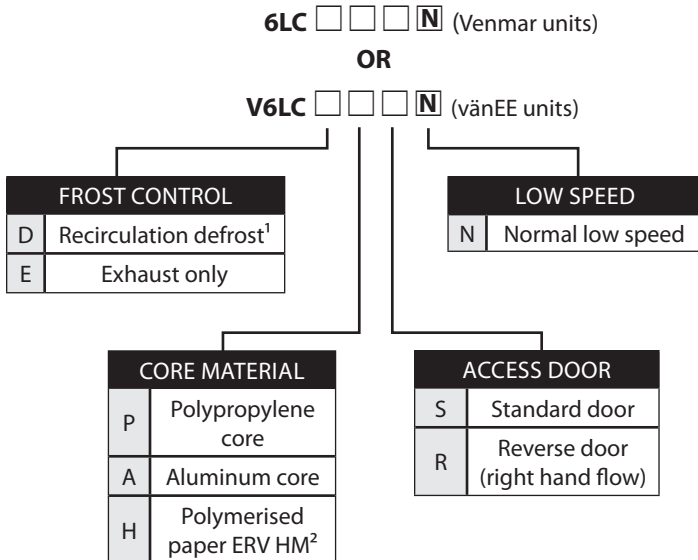 6LC □ □ □ N (Venmar units)
OR
V6LC □ □ □ N (vänEE units)
FROST CONTROL
D Recirculation defrost¹
E Exhaust only
LOW SPEED
N Normal low speed
CORE MATERIAL
P Polypropylene
core
A Aluminum core
H Polymerised
paper ERV HM²
ACCESS DOOR
S Standard door
R Reverse door
(right hand flow)